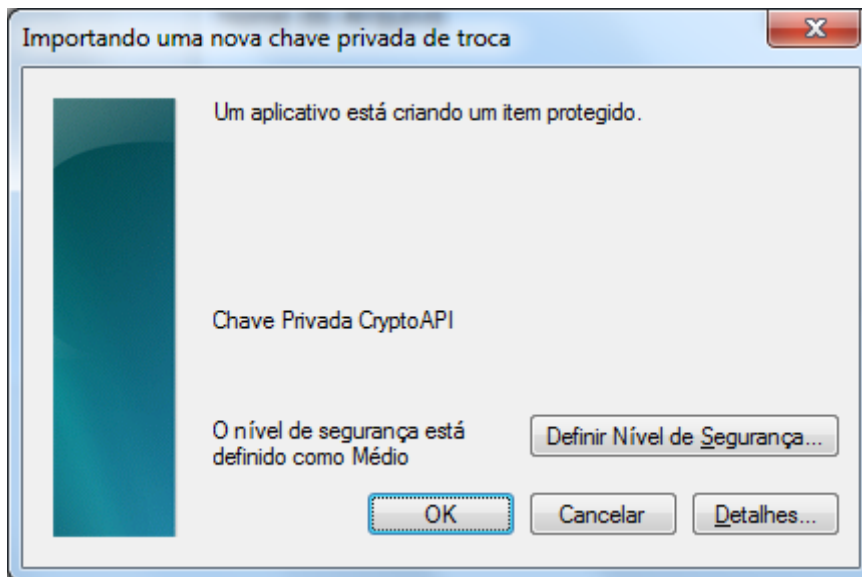 Importando uma nova chave privada de troca
Um aplicativo está criando um item protegido.
Chave Privada CryptoAPI
O nível de segurança está
definido como Médio
Definir Nível de Segurança...
OK
Cancelar
Detalhes...